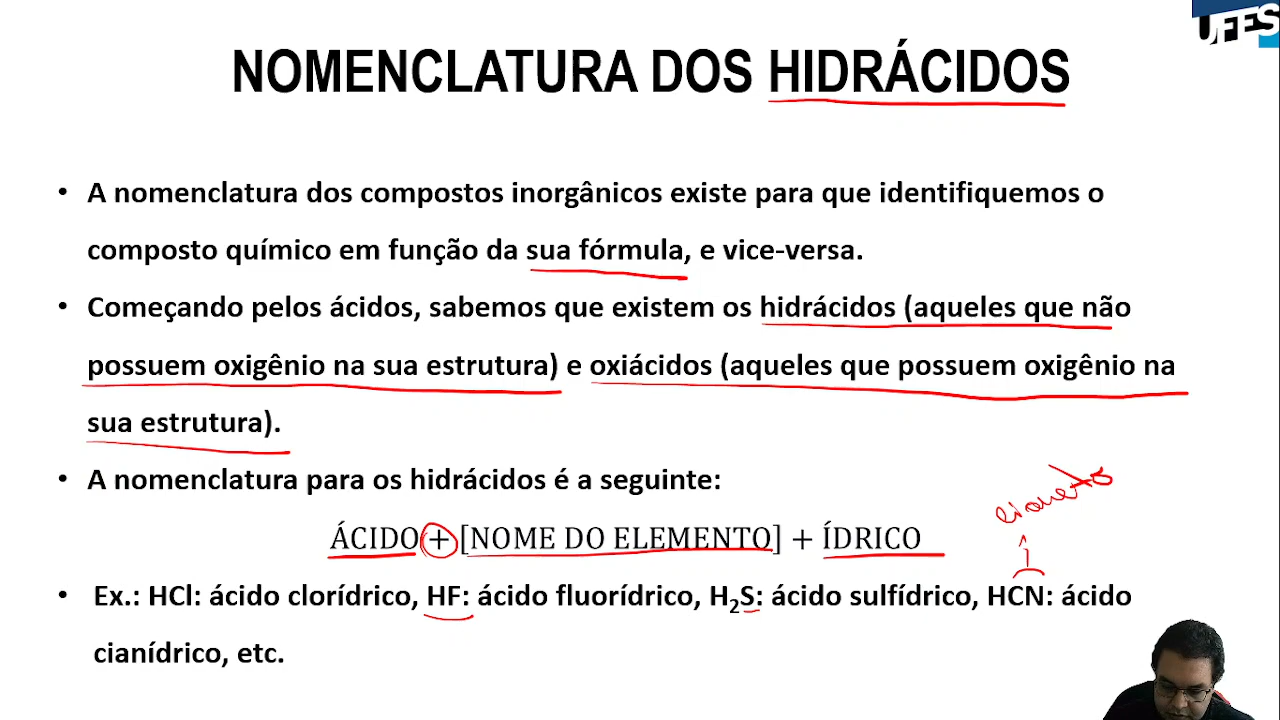 UFES
NOMENCLATURA DOS HIDRÁCIDOS
• A nomenclatura dos compostos inorgânicos existe para que identifiquemos o
composto químico em função da sua fórmula, e vice-versa.
• Começando pelos ácidos, sabemos que existem os hidrácidos (aqueles que não
possuem oxigênio na sua estrutura) e oxiácidos (aqueles que possuem oxigênio na
sua estrutura).
• A nomenclatura para os hidrácidos é a seguinte:
cianeto
ÁCIDO + [NOME DO ELEMENTO] + ÍDRICO
• Ex.: HCl: ácido clorídrico, HF: ácido fluorídrico, H₂S: ácido sulfídrico, HCN: ácido
cianídrico, etc.